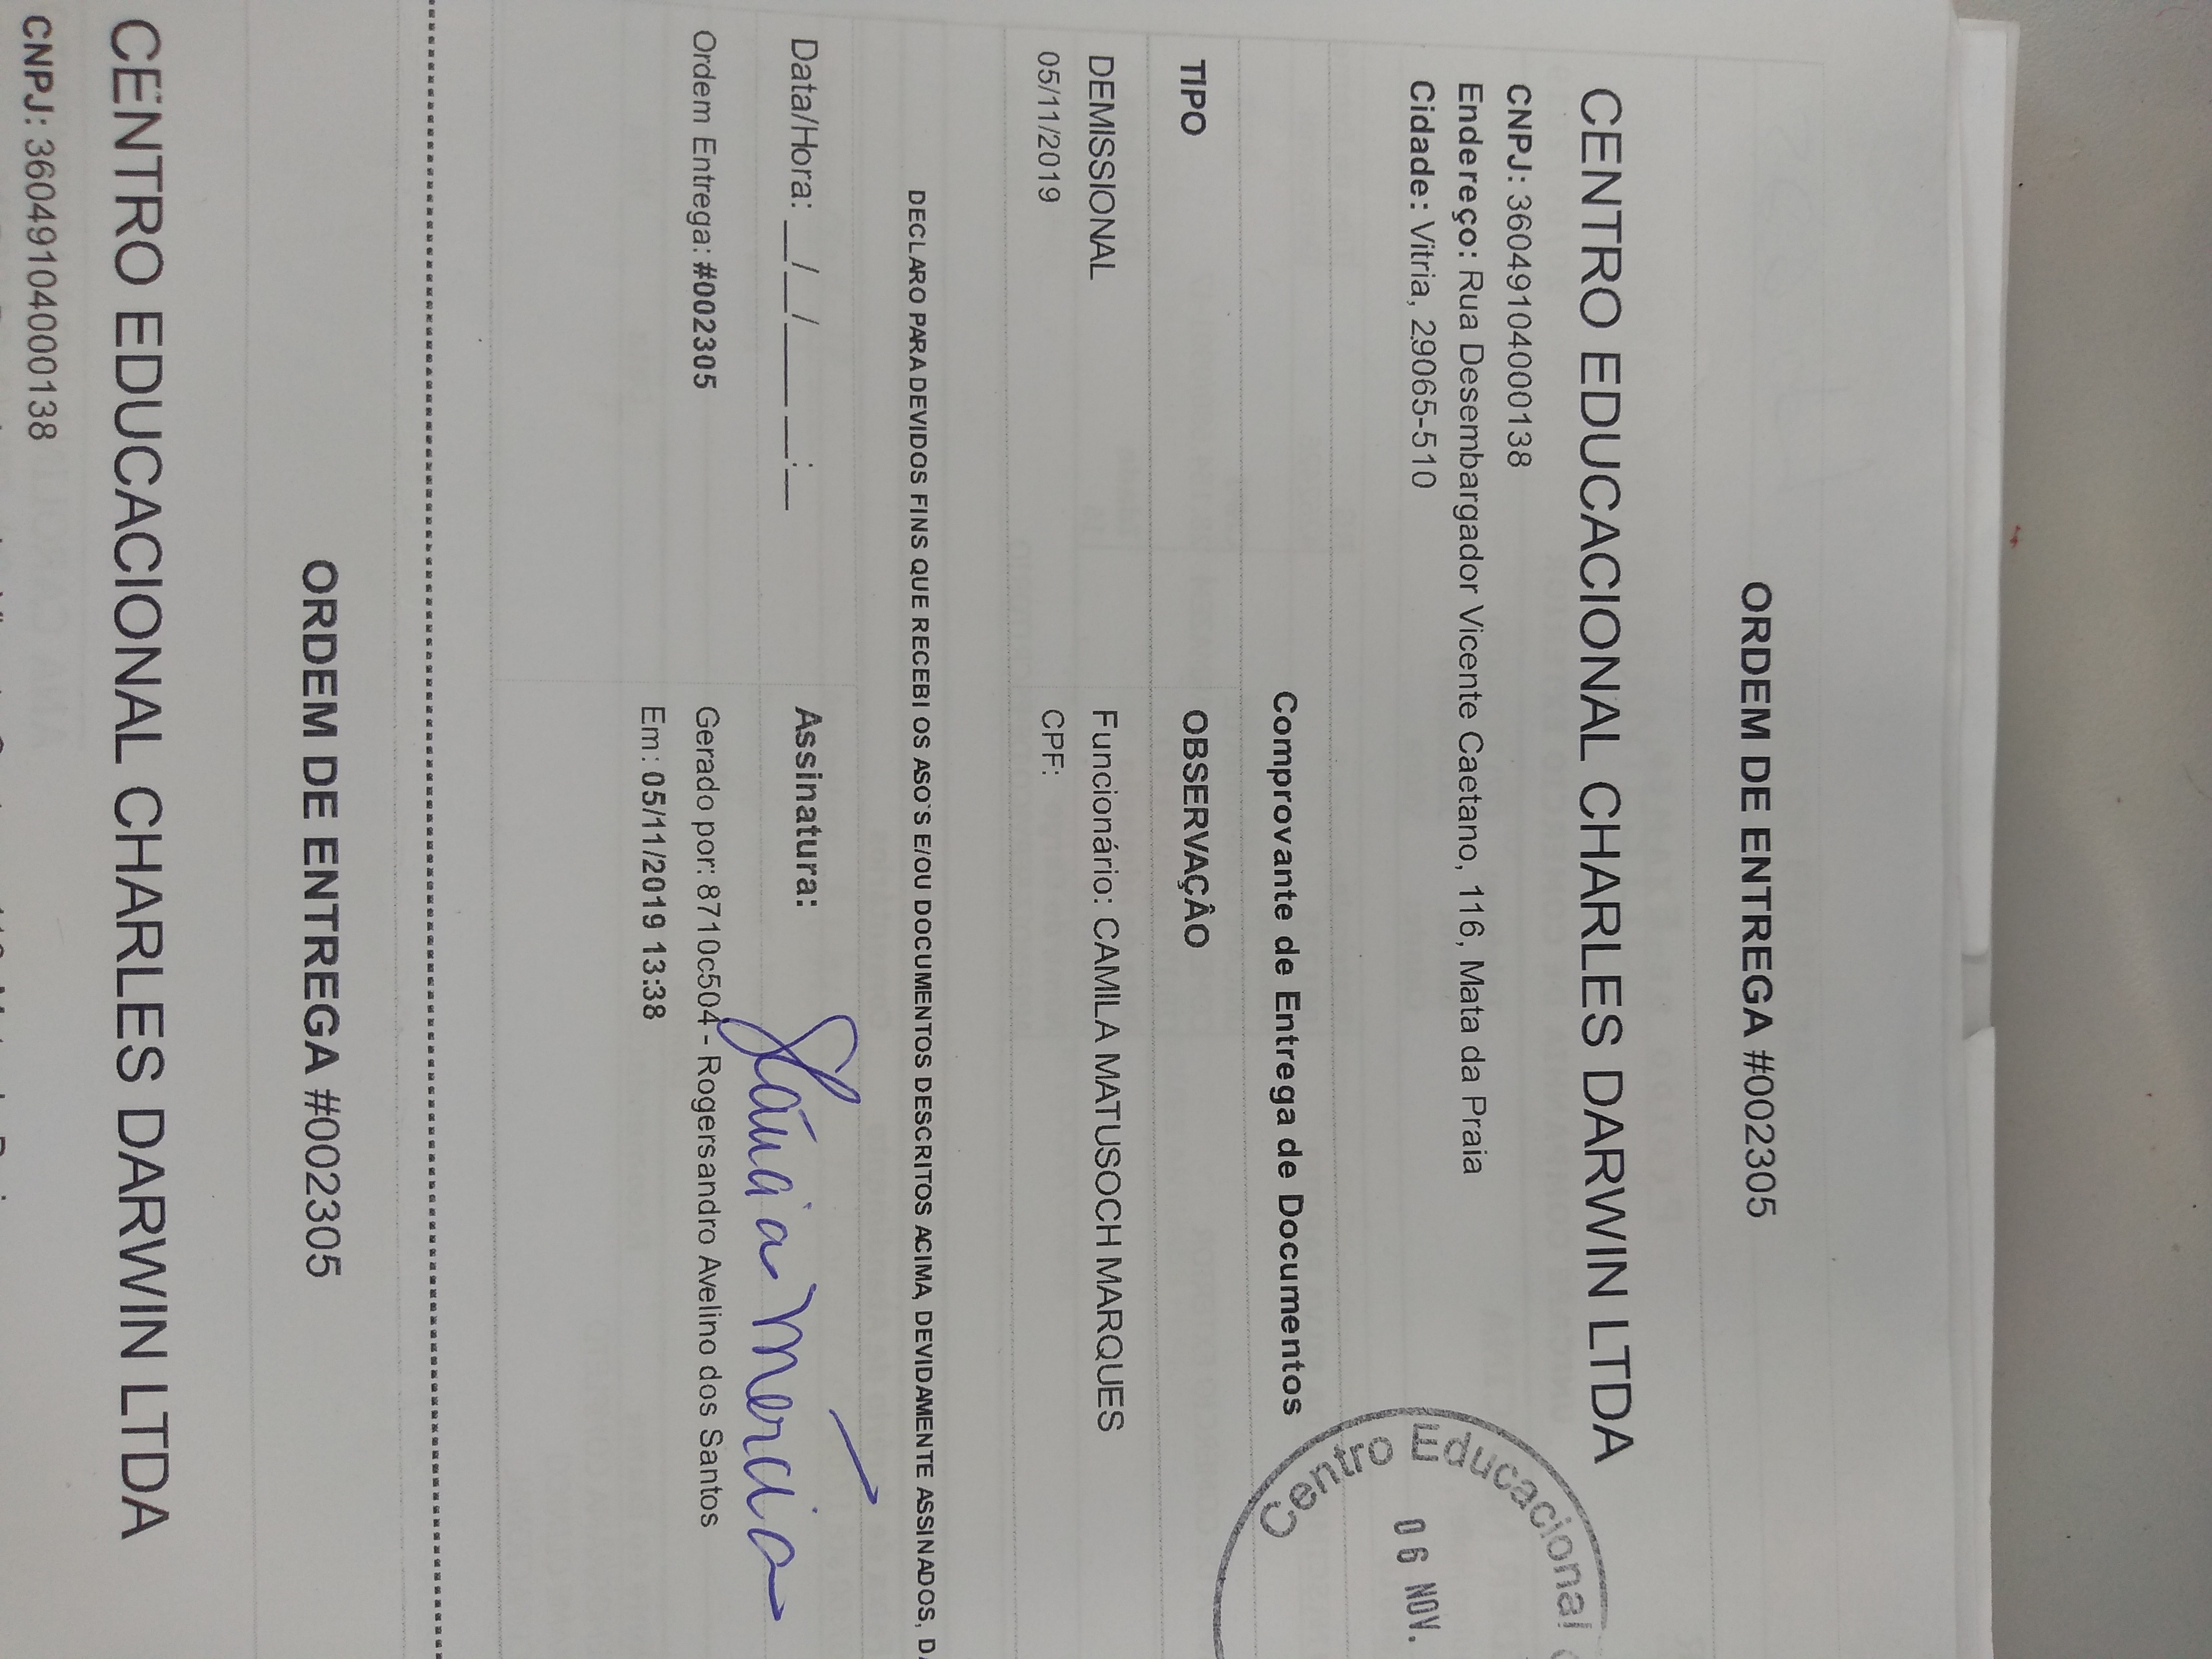 ORDEM DE ENTREGA #002305
CENTRO EDUCACIONAL CHARLES DARWIN LTDA
CNPJ: 36049104000138
Endereço: Rua Desembargador Vicente Caetano, 116, Mata da Praia
Cidade: Vitria, 29065-510
Centro Educacional
06 NOV.
Comprovante de Entrega de Documentos
TIPO OBSERVAÇÂO
DEMISSIONAL Funcionário: CAMILA MATUSOCH MARQUES
05/11/2019 CPF:
DECLARO PARA DEVIDOS FINS QUE RECEBI OS ASO'S E/OU DOCUMENTOS DESCRITOS ACIMA, DEVIDAMENTE ASSINADOS,
Data/Hora: __/__/____ __:__ Assinatura:
Ordem Entrega: #002305 Gerado por: 8710c504 - Rogersandro Avelino dos Santos
Em: 05/11/2019 13:38
ORDEM DE ENTREGA #002305
CENTRO EDUCACIONAL CHARLES DARWIN LTDA
CNPJ: 36049104000138